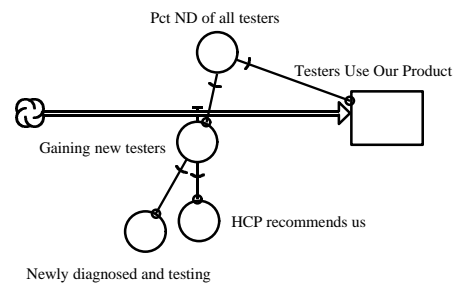 Pct ND of all testers
Testers Use Our Product
Gaining new testers
HCP recommends us
Newly diagnosed and testing